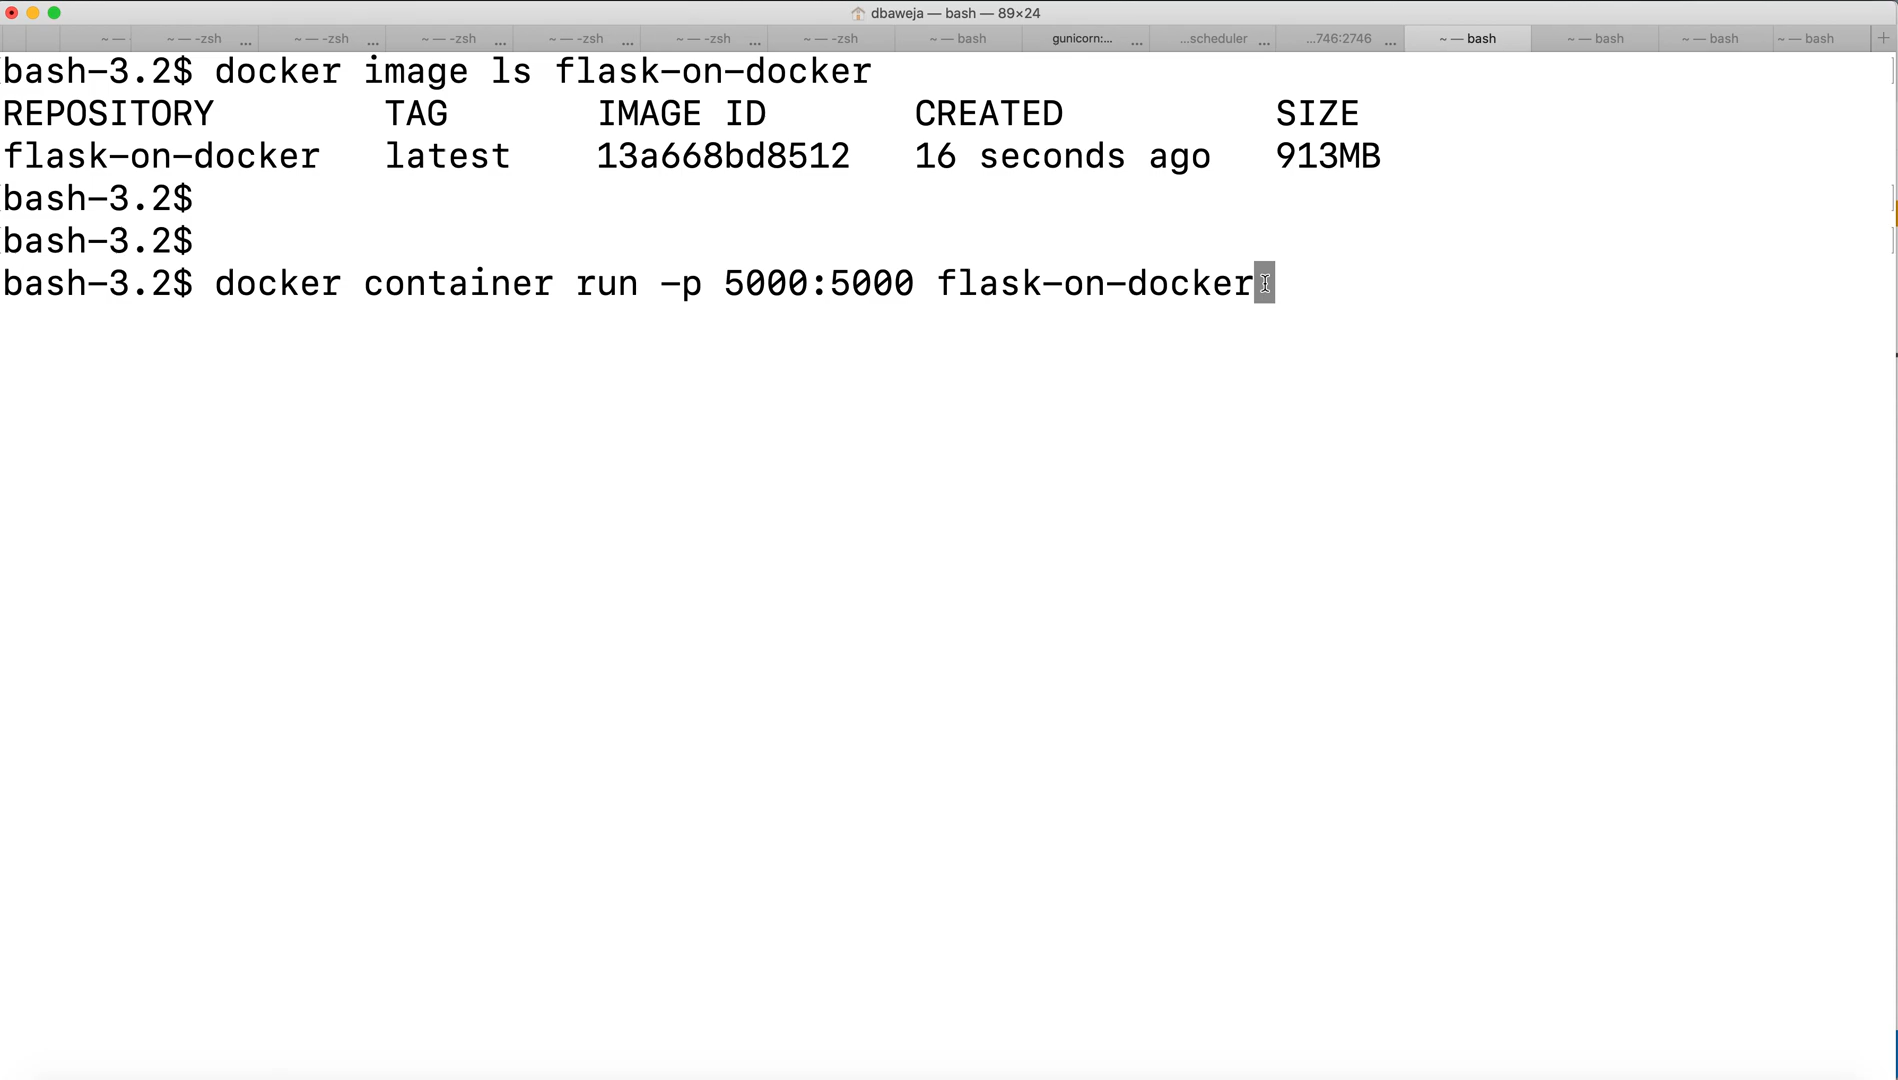 dbaweja — bash — 89×24
~ — ~ — -zsh ... ~ — -zsh ... ~ — -zsh ... ~ — -zsh ... ~ — -zsh ... ~ — -zsh ~ — bash gunicorn:... ... ...scheduler ... ...746:2746 ... ~ — bash ~ — bash ~ — bash ~ — bash +
bash-3.2$ docker image ls flask-on-docker
REPOSITORY TAG IMAGE ID CREATED SIZE
flask-on-docker latest 13a668bd8512 16 seconds ago 913MB
bash-3.2$
bash-3.2$
bash-3.2$ docker container run -p 5000:5000 flask-on-docker